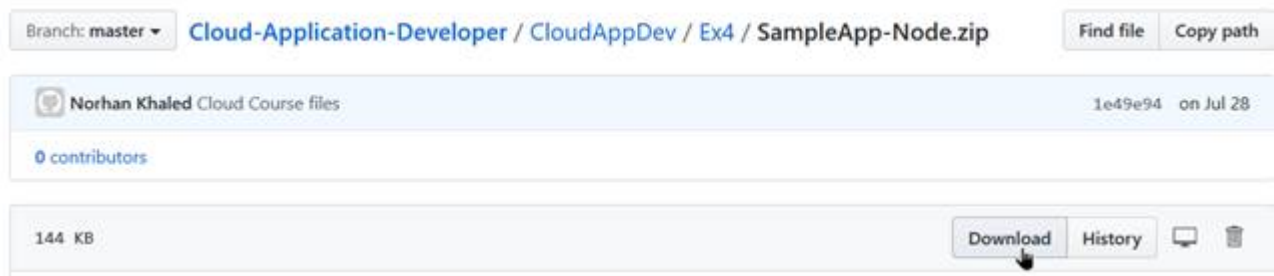 Branch: master Cloud-Application-Developer / CloudAppDev / Ex4 / SampleApp-Node.zip Find file Copy path
Norhan Khaled Cloud Course files 1e49e94 on Jul 28
0 contributors
144 KB Download History